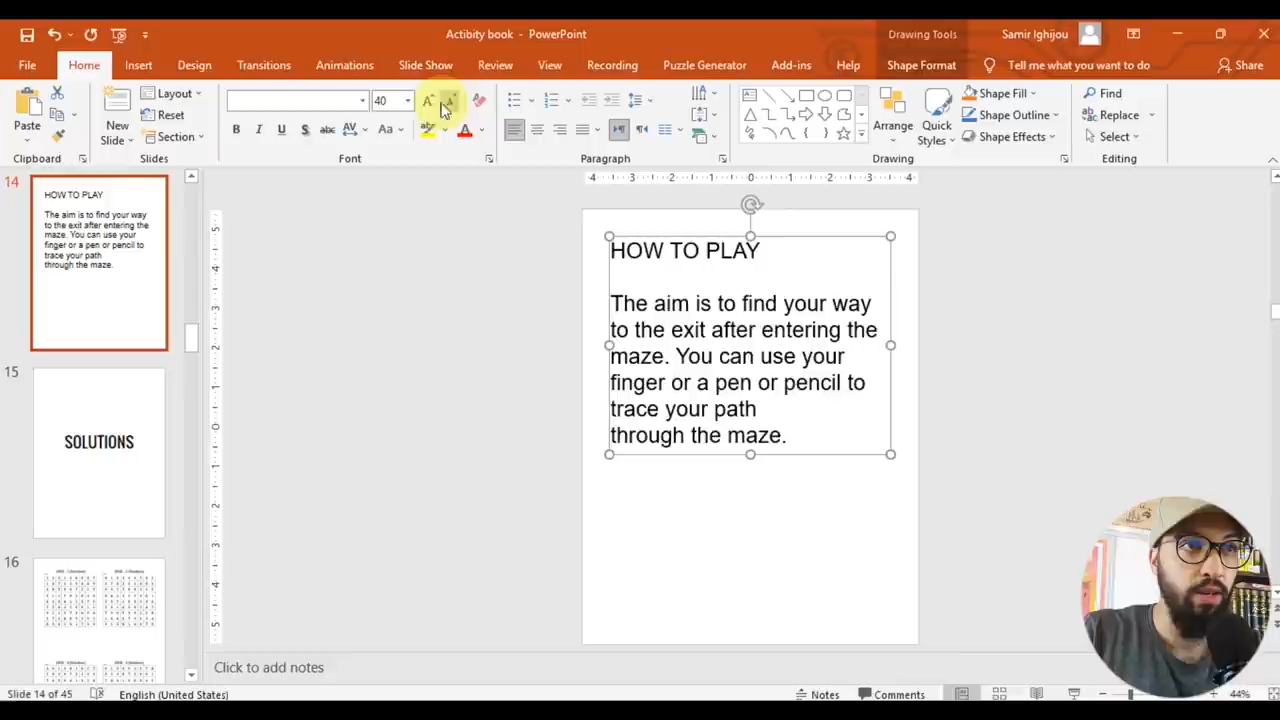 Actibity book - PowerPoint
Drawing Tools
Samir Ighijou
File
Home
Insert
Design
Transitions
Animations
Slide Show
Review
View
Recording
Puzzle Generator
Add-ins
Help
Shape Format
Tell me what you want to do
Share
Paste
Clipboard
New
Slide
Layout
Reset
Section
Slides
40
Font
Paragraph
Arrange
Quick
Styles
Shape Fill
Shape Outline
Shape Effects
Drawing
Find
Replace
Select
Editing
14
HOW TO PLAY
The aim is to find your way
to the exit after entering the
maze. You can use your
finger or a pen or pencil to
trace your path
through the maze.
15
SOLUTIONS
16
HOW TO PLAY
The aim is to find your way
to the exit after entering the
maze. You can use your
finger or a pen or pencil to
trace your path
through the maze.
Click to add notes
Slide 14 of 45
English (United States)
Notes
Comments
44%